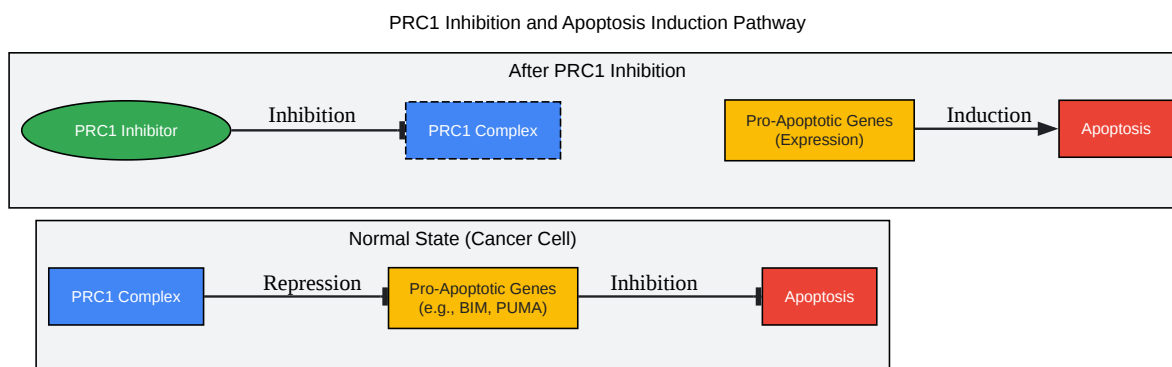 PRC1 Inhibition and Apoptosis Induction Pathway
After PRC1 Inhibition
PRC1 Inhibitor
Inhibition
PRC1 Complex
Pro-Apoptotic Genes
(Expression)
Induction
Apoptosis
Normal State (Cancer Cell)
PRC1 Complex
Repression
Pro-Apoptotic Genes
(e.g., BIM, PUMA)
Inhibition
Apoptosis